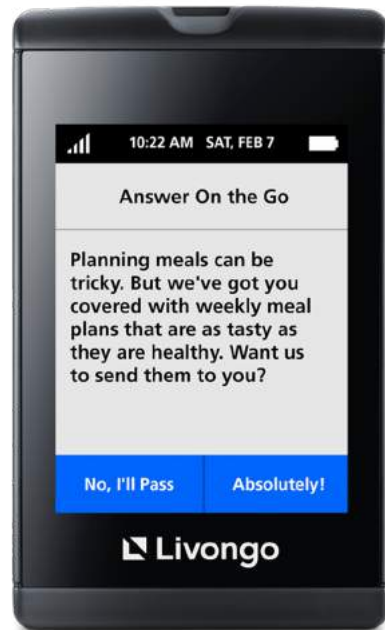 10:22 AM SAT, FEB 7
Answer On the Go
Planning meals can be
tricky. But we've got you
covered with weekly meal
plans that are as tasty as
they are healthy. Want us
to send them to you?
No, I'll Pass Absolutely!
Livongo